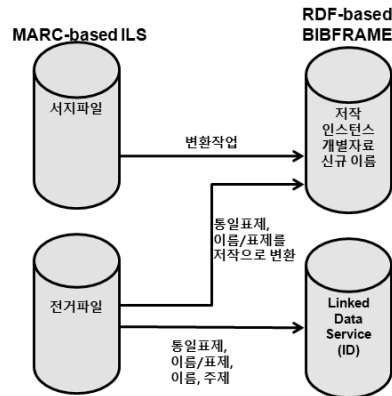 MARC-based ILS
RDF-based
BIBFRAME
서지파일
저작
인스턴스
개별자료
신규 이름
변환작업
통일표제,
이름/표제를
저작으로 변환
전거파일
Linked
Data
Service
(ID)
통일표제,
이름/표제,
이름, 주제